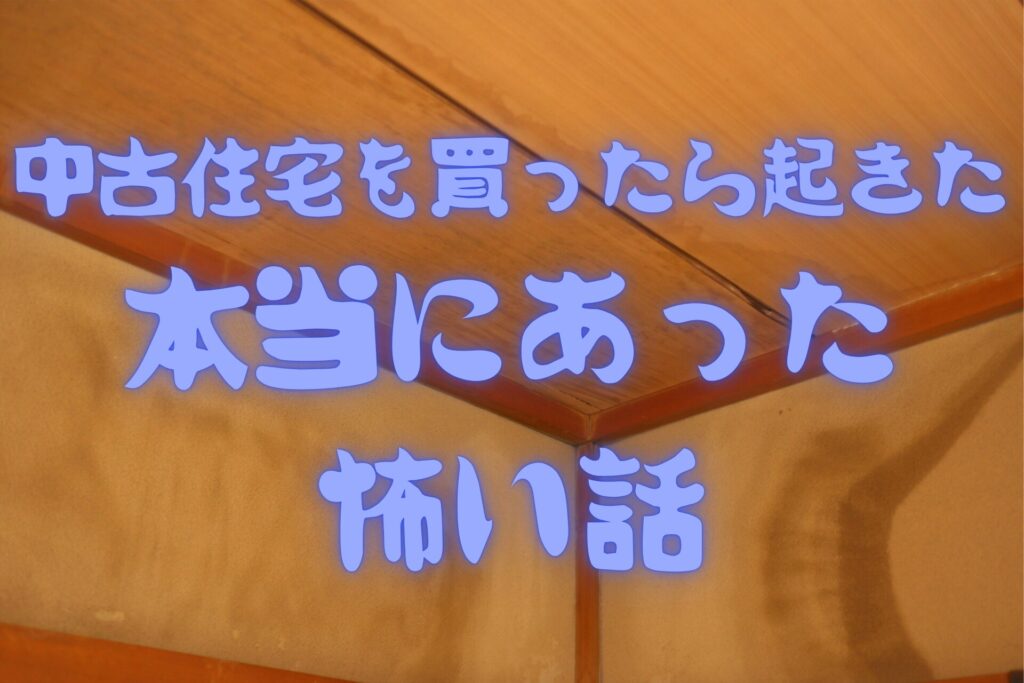 中古住宅を買ったら起きた
本当にあった
怖い話